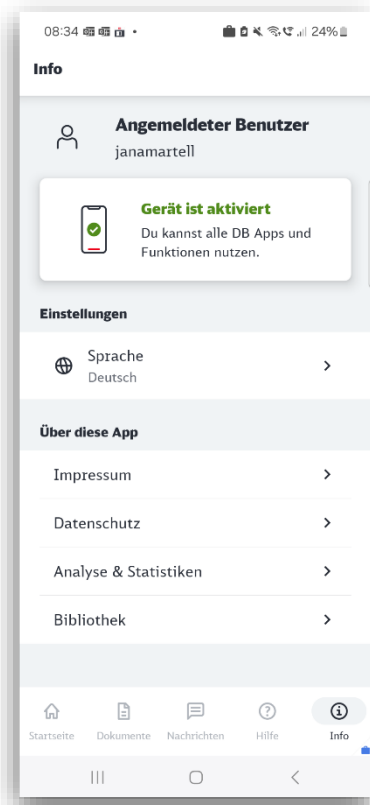 08:34 24%
Info
Angemeldeter Benutzer
janamartell
Gerät ist aktiviert
Du kannst alle DB Apps und
Funktionen nutzen.
Einstellungen
Sprache
Deutsch
Über diese App
Impressum
Datenschutz
Analyse & Statistiken
Bibliothek
Startseite Dokumente Nachrichten Hilfe Info